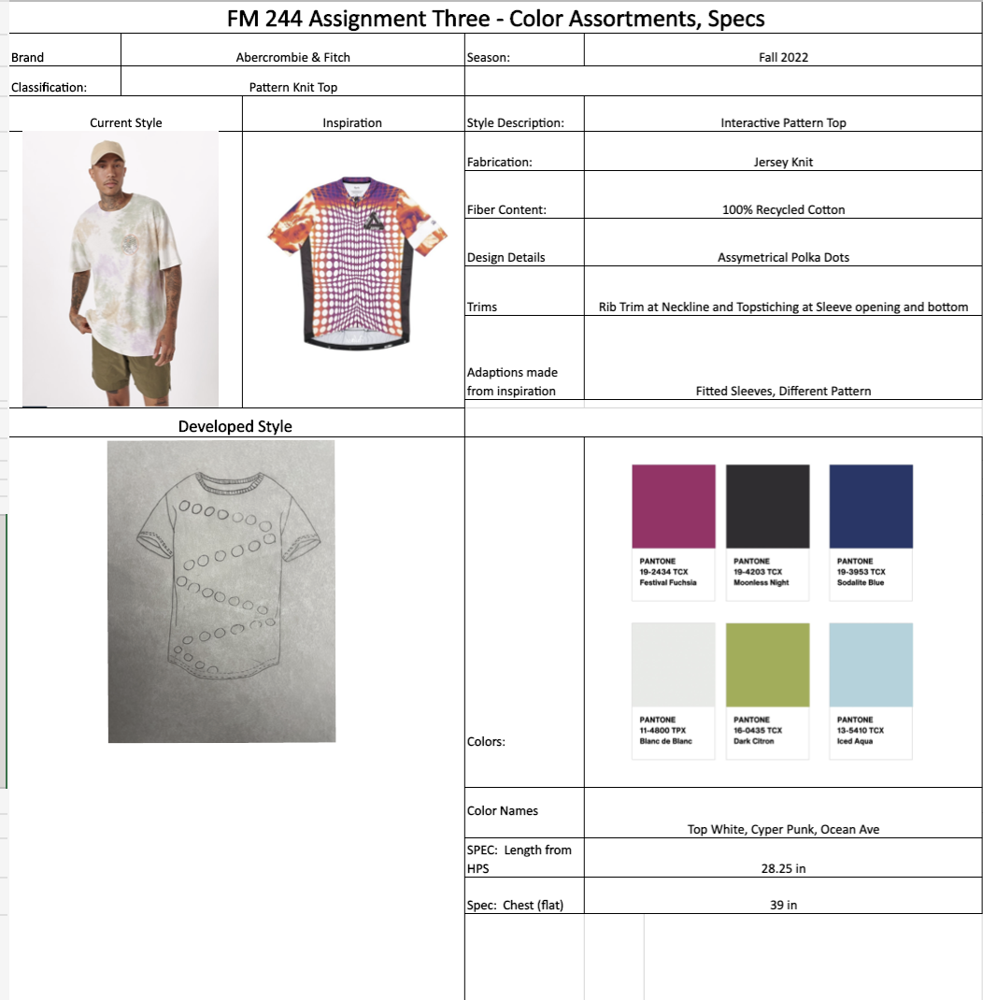 FM 244 Assignment Three - Color Assortments, Specs
Brand
Abercrombie & Fitch
Season:
Fall 2022
Classification:
Pattern Knit Top
Current Style
Inspiration
Style Description:
Interactive Pattern Top
Fabrication:
Jersey Knit
Fiber Content:
100% Recycled Cotton
Design Details
Assymetrical Polka Dots
Trims
Rib Trim at Neckline and Topstiching at Sleeve opening and bottom
Adaptions made
from inspiration
Fitted Sleeves, Different Pattern
Developed Style
Colors:
PANTONE
19-2434 TCX
Festival Fuchsia
PANTONE
19-4203 TCX
Moonless Night
PANTONE
19-3953 TCX
Sodalite Blue
PANTONE
11-4800 TPX
Blanc de Blanc
PANTONE
16-0435 TCX
Dark Citron
PANTONE
13-5410 TCX
Iced Aqua
Color Names
Top White, Cyper Punk, Ocean Ave
SPEC: Length from
HPS
28.25 in
Spec: Chest (flat)
39 in